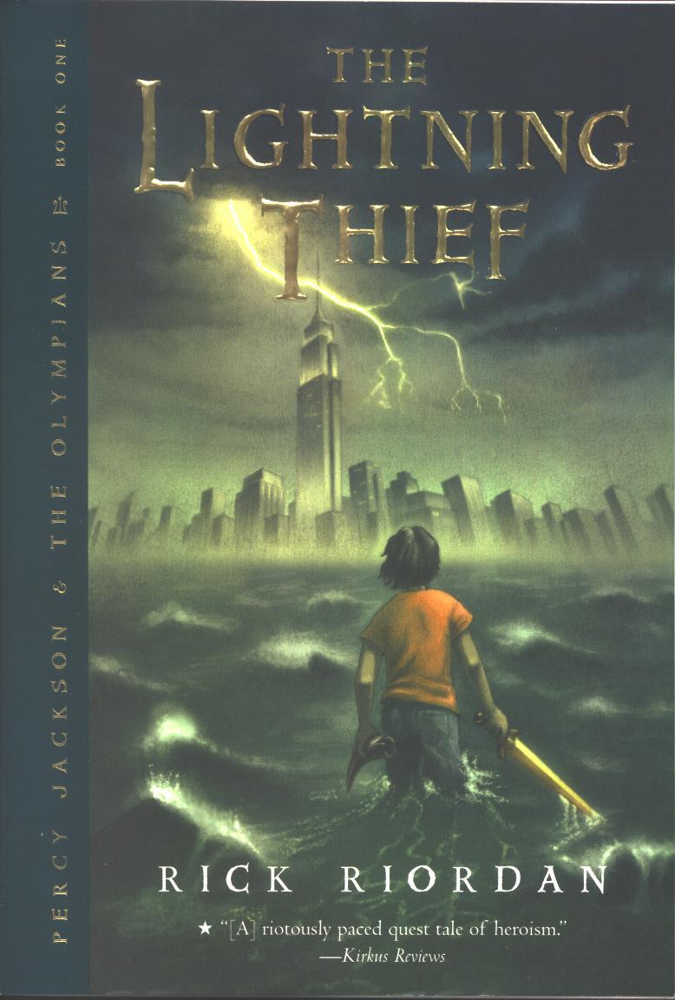 PERCY JACKSON & THE OLYMPIANS BOOK ONE
THE
LIGHTNING
THIEF
RICK RIORDAN
★ “[A] riotously paced quest tale of heroism.”
—Kirkus Reviews